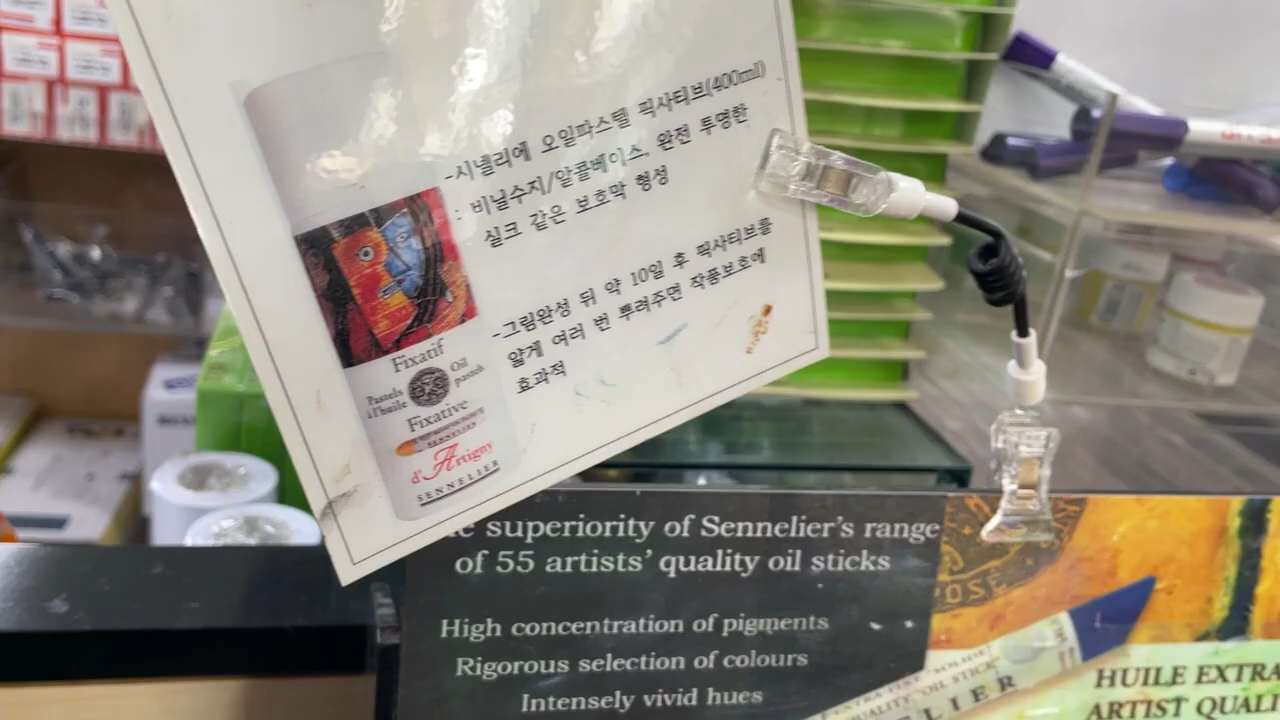 -시넬리에 오일파스텔 픽사티브(400ml)
: 비닐수지/알콜베이스, 완전 투명한
실크 같은 보호막 형성
-그림완성 뒤 약 10일 후 픽사티브를
얇게 여러 번 뿌려주면 작품보호에
효과적
Fixatif
Pastels à l'huile
Oil pastels
Fixative
SENNELIER
d'Artigny
SENNELIER
superiority of Sennelier's range
of 55 artists' quality oil sticks
High concentration of pigments
Rigorous selection of colours
Intensely vivid hues
OIL STICK
ELIER
HUILE EXTRA
ARTIST QUALI